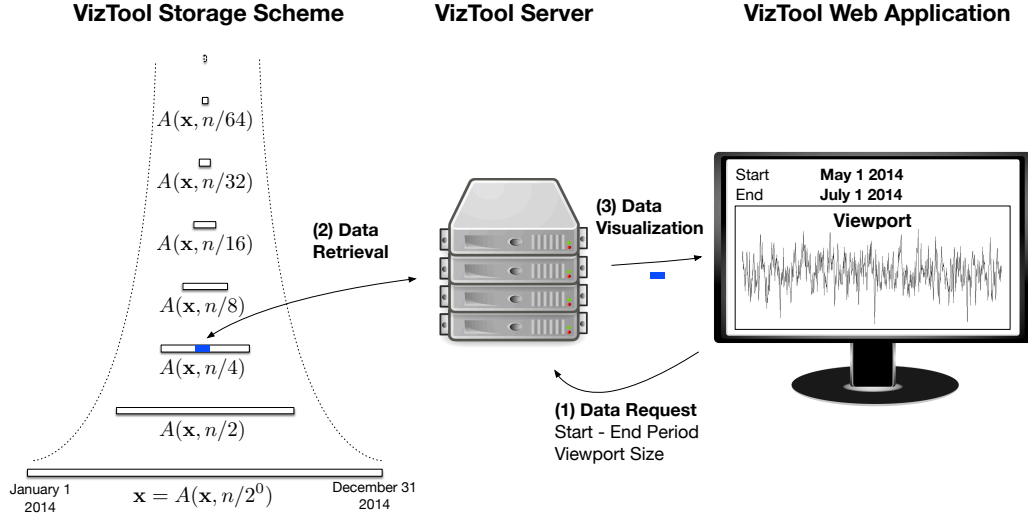 VizTool Storage Scheme
VizTool Server
VizTool Web Application
A(x, n/64)
A(x, n/32)
A(x, n/16)
A(x, n/8)
A(x, n/4)
A(x, n/2)
x = A(x, n/2⁰)
January 1
2014
December 31
2014
(2) Data
Retrieval
(3) Data
Visualization
(1) Data Request
Start - End Period
Viewport Size
Start May 1 2014
End July 1 2014
Viewport